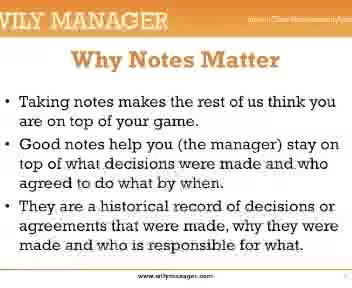 WILY MANAGER
Why Notes Matter
• Taking notes makes the rest of us think you
are on top of your game.
• Good notes help you (the manager) stay on
top of what decisions were made and who
agreed to do what by when.
• They are a historical record of decisions or
agreements that were made, why they were
made and who is responsible for what.
www.wilymanager.com